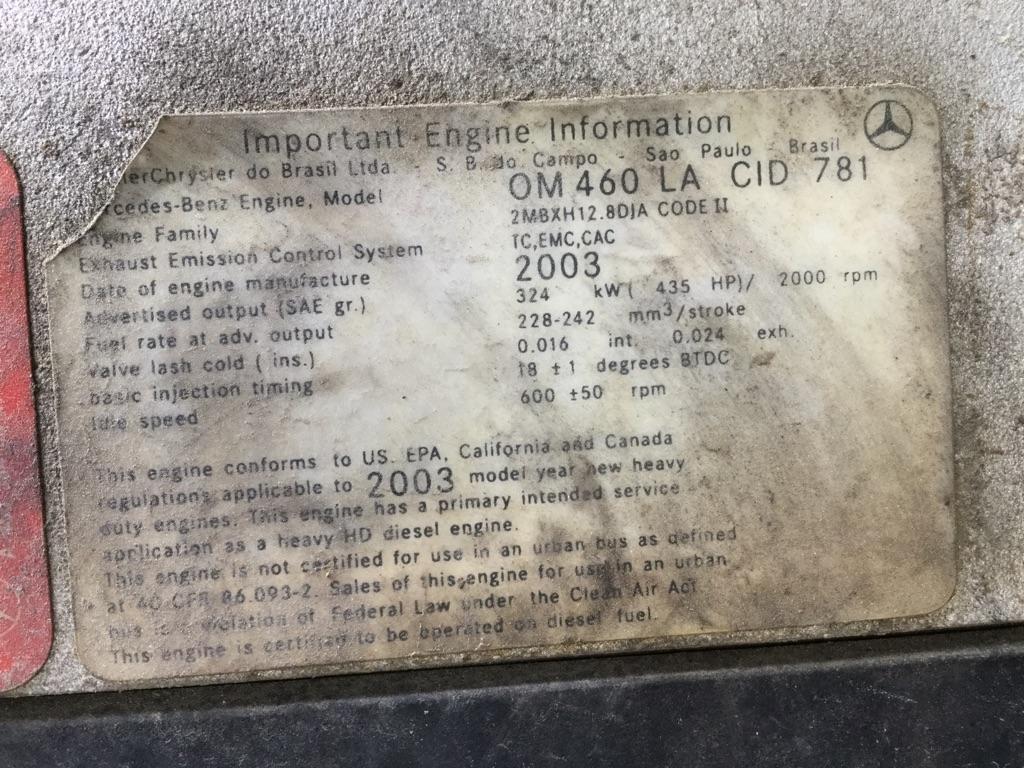 Important Engine Information
lerChrysler do Brasil Ltda. - S. B. do Campo - Sao Paulo - Brasil
cedes-Benz Engine, Model OM 460 LA CID 781
Engine Family 2MBXH12.8DJA CODE II
Exhaust Emission Control System TC,EMC,CAC
Date of engine manufacture 2003
Advertised output (SAE gr.) 324 kW( 435 HP)/ 2000 rpm
Fuel rate at adv. output 228-242 mm3/stroke
Valve lash cold ( ins.) 0.016 int. 0.024 exh.
basic injection timing 18 ±1 degrees BTDC
Idle speed 600 ±50 rpm
This engine conforms to US. EPA, California and Canada
regulations applicable to 2003 model year new heavy
duty engines. This engine has a primary intended service
application as a heavy HD diesel engine.
This engine is not certified for use in an urban bus as defined
at 40 CFR 86.093-2. Sales of this engine for use in an urban
bus is a violation of Federal Law under the Clean Air Act
This engine is certified to be operated on diesel fuel.